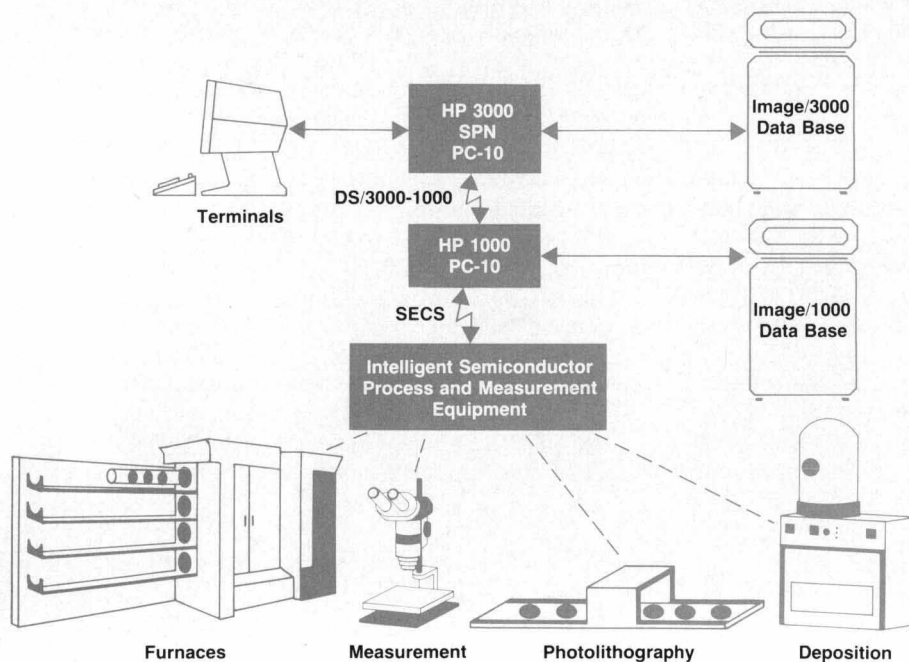 HP 3000
SPN
PC-10
Image/3000
Data Base
Terminals
DS/3000-1000
HP 1000
PC-10
Image/1000
Data Base
SECS
Intelligent Semiconductor
Process and Measurement
Equipment
Furnaces
Measurement
Photolithography
Deposition